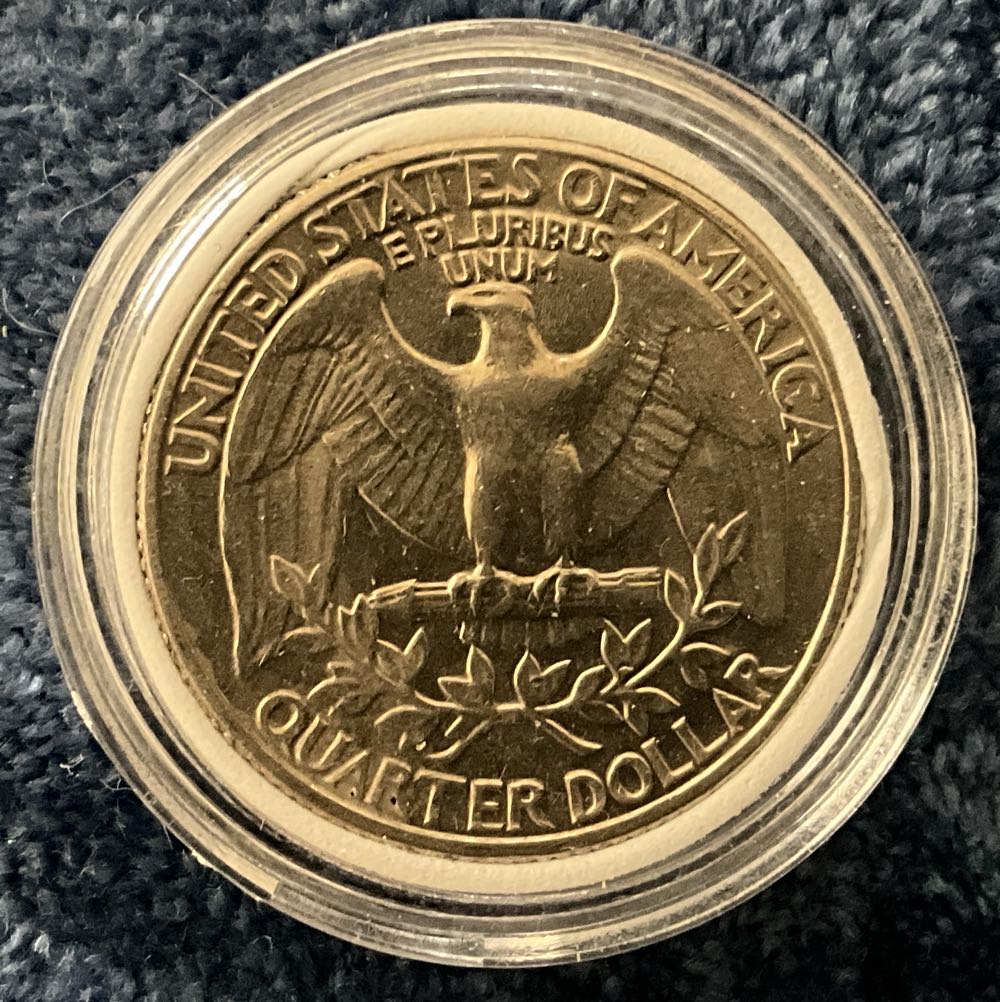 UNITED STATES OF AMERICA
E PLURIBUS
UNUM
QUARTER DOLLAR